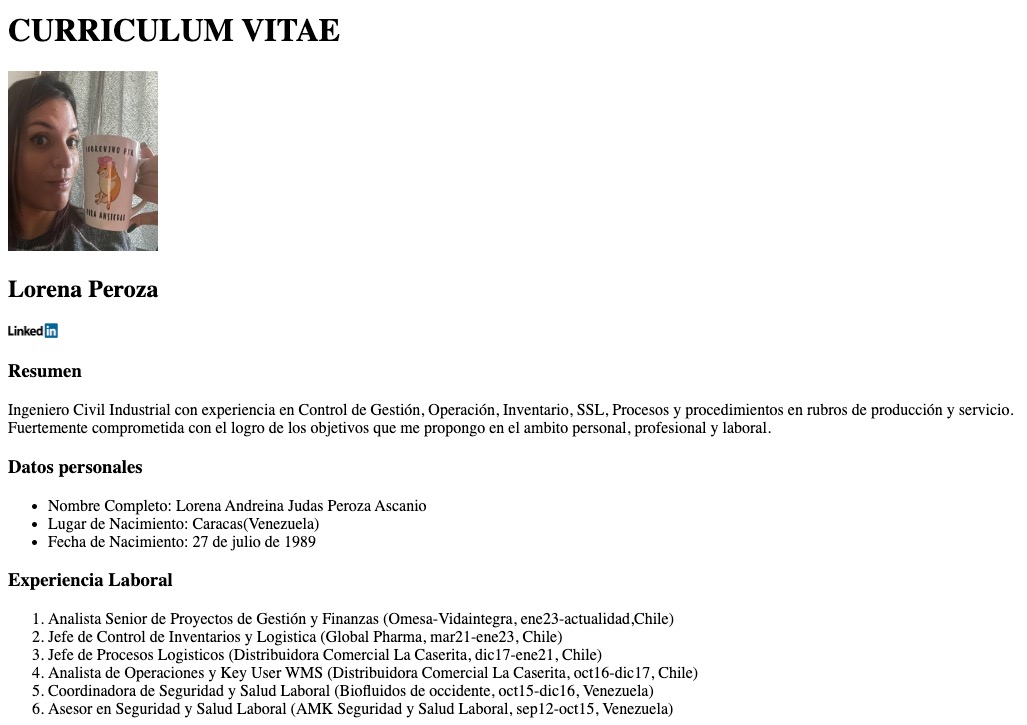 CURRICULUM VITAE
SOBREVIVO PER
PARA ANSIEDAD
Lorena Peroza
Linkedin
Resumen
Ingeniero Civil Industrial con experiencia en Control de Gestión, Operación, Inventario, SSL, Procesos y procedimientos en rubros de producción y servicio.
Fuertemente comprometida con el logro de los objetivos que me propongo en el ambito personal, profesional y laboral.
Datos personales
• Nombre Completo: Lorena Andreina Judas Peroza Ascanio
• Lugar de Nacimiento: Caracas(Venezuela)
• Fecha de Nacimiento: 27 de julio de 1989
Experiencia Laboral
1. Analista Senior de Proyectos de Gestión y Finanzas (Omesa-Vidaintegra, ene23-actualidad,Chile)
2. Jefe de Control de Inventarios y Logistica (Global Pharma, mar21-ene23, Chile)
3. Jefe de Procesos Logisticos (Distribuidora Comercial La Caserita, dic17-ene21, Chile)
4. Analista de Operaciones y Key User WMS (Distribuidora Comercial La Caserita, oct16-dic17, Chile)
5. Coordinadora de Seguridad y Salud Laboral (Biofluidos de occidente, oct15-dic16, Venezuela)
6. Asesor en Seguridad y Salud Laboral (AMK Seguridad y Salud Laboral, sep12-oct15, Venezuela)